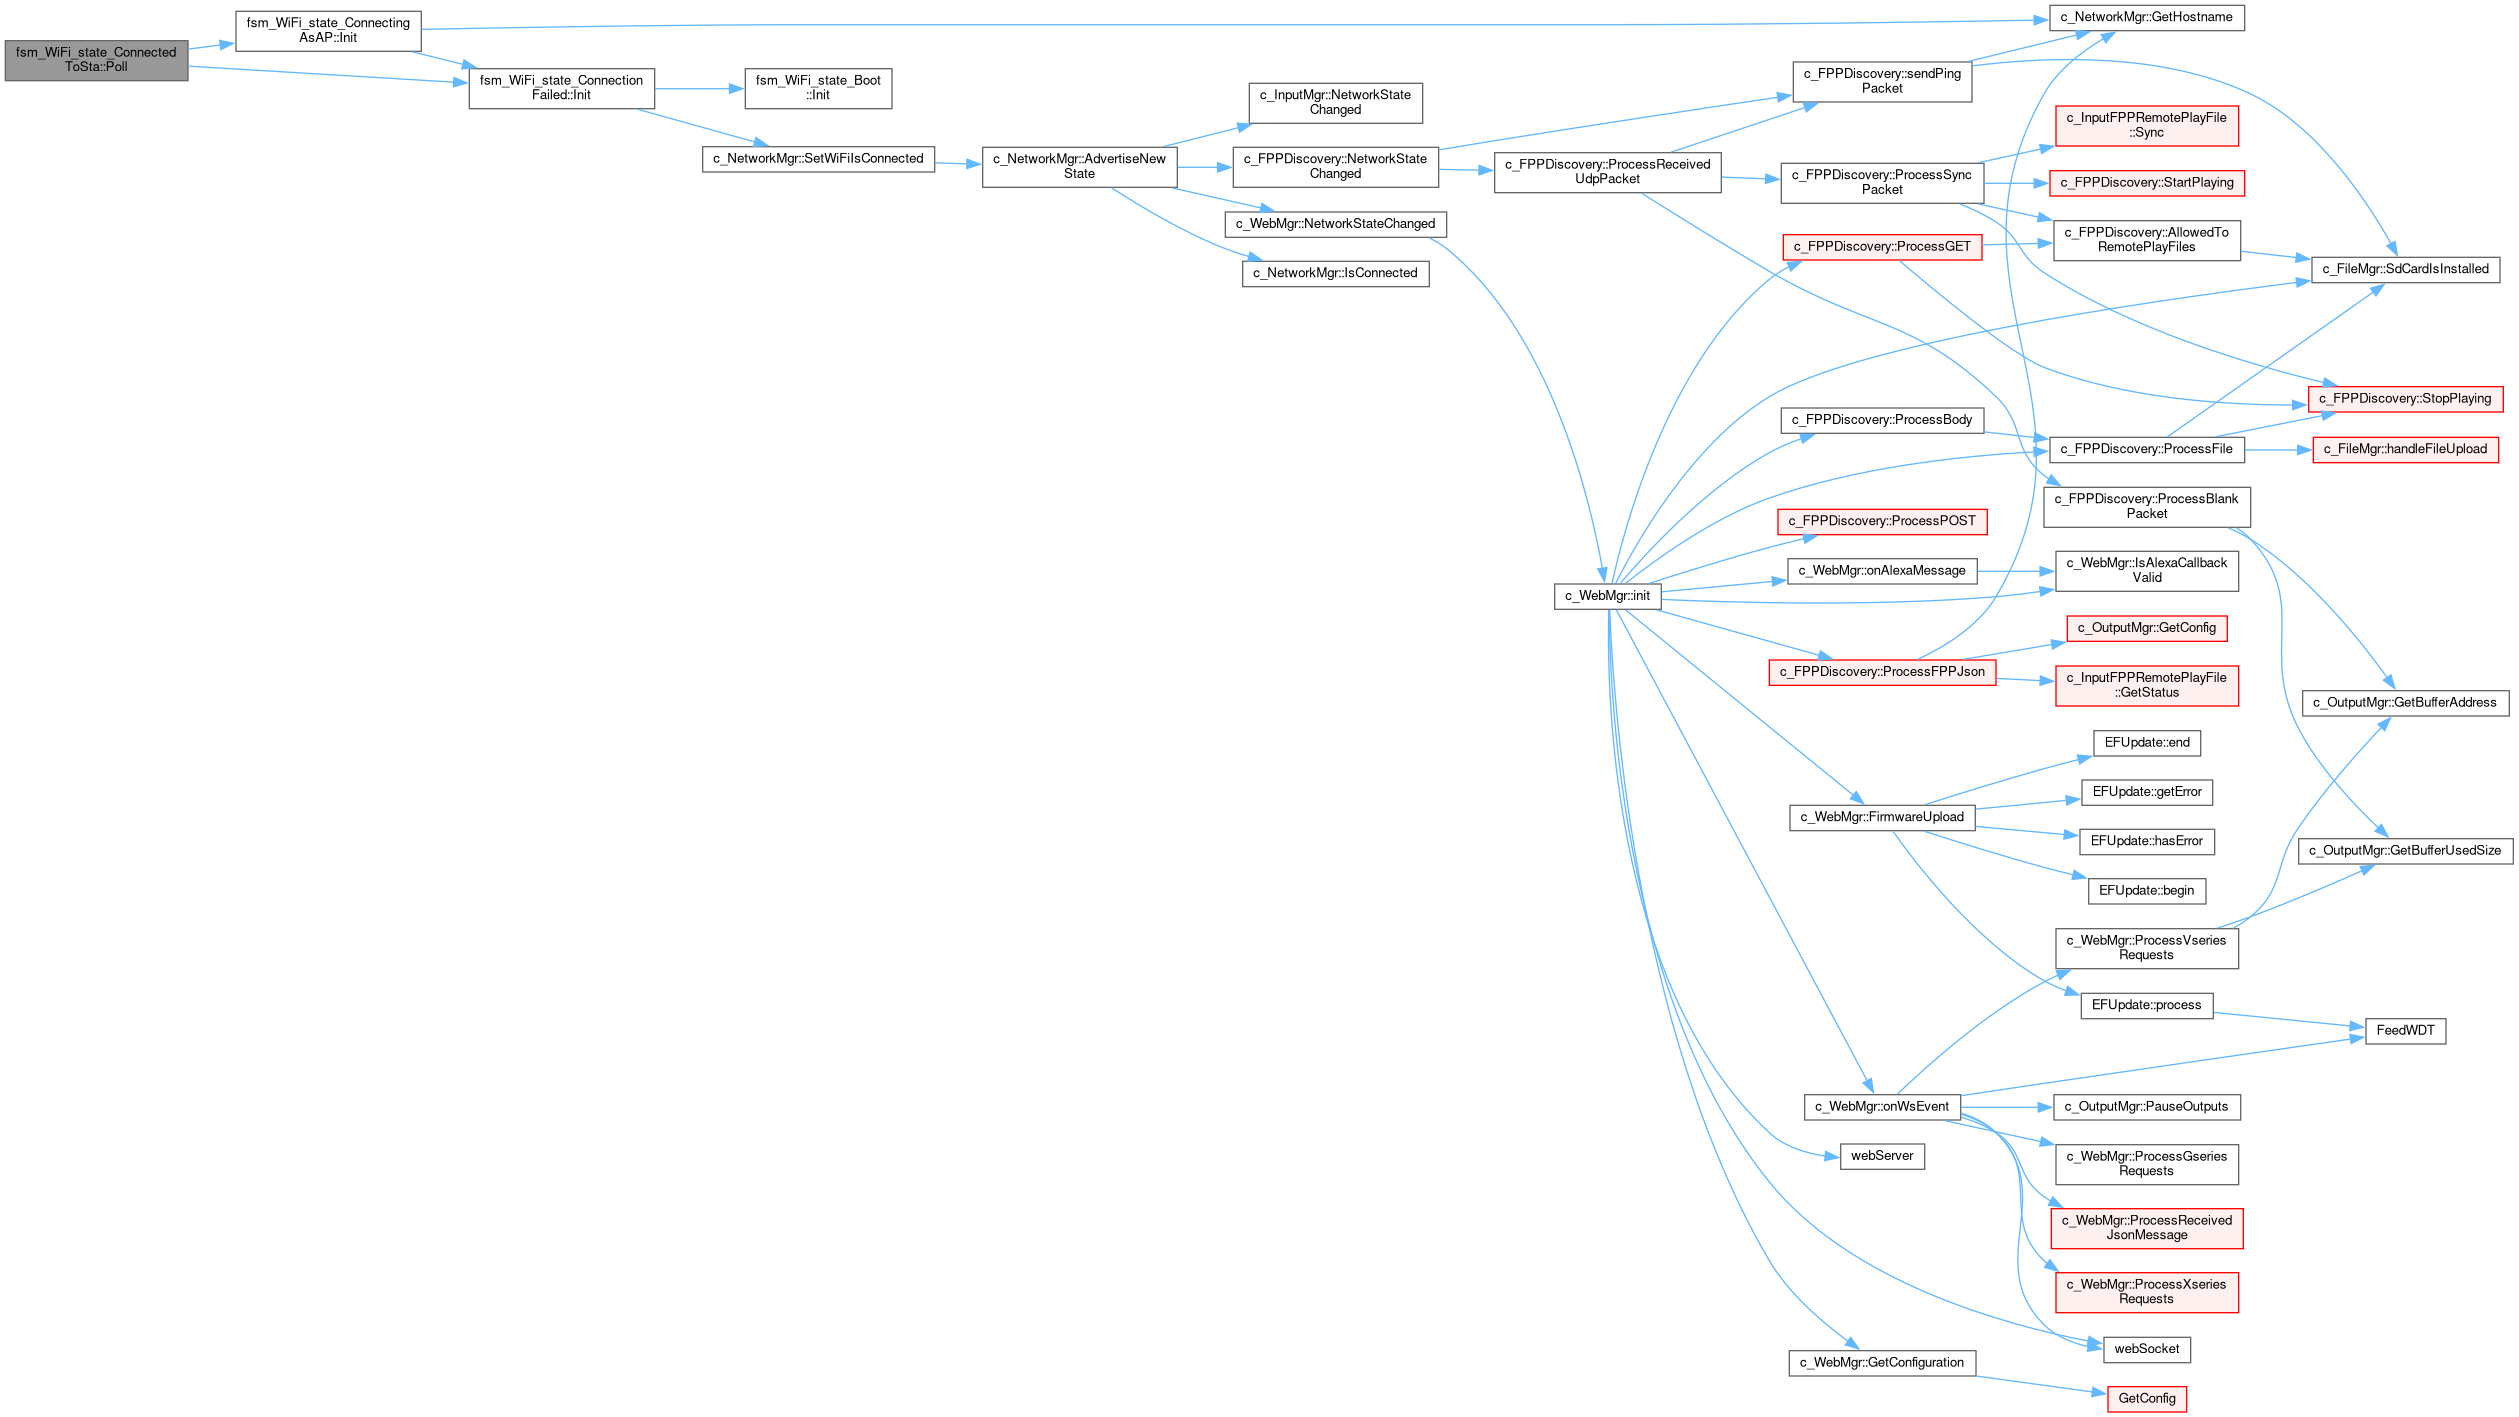 fsm_WiFi_state_Connected
ToSta::Poll
fsm_WiFi_state_Connecting
AsAP::Init
fsm_WiFi_state_Connection
Failed::Init
fsm_WiFi_state_Boot
::Init
c_NetworkMgr::SetWiFiIsConnected
c_NetworkMgr::AdvertiseNew
State
c_InputMgr::NetworkState
Changed
c_FPPDiscovery::NetworkState
Changed
c_WebMgr::NetworkStateChanged
c_NetworkMgr::IsConnected
c_FPPDiscovery::ProcessReceived
UdpPacket
c_WebMgr::init
c_FPPDiscovery::sendPing
Packet
c_FPPDiscovery::ProcessSync
Packet
c_FPPDiscovery::ProcessGET
c_FPPDiscovery::ProcessBody
c_FPPDiscovery::ProcessPOST
c_WebMgr::onAlexaMessage
c_FPPDiscovery::ProcessFPPJson
c_WebMgr::FirmwareUpload
c_WebMgr::onWsEvent
webServer
c_WebMgr::GetConfiguration
c_NetworkMgr::GetHostname
c_InputFPPRemotePlayFile
::Sync
c_FPPDiscovery::StartPlaying
c_FPPDiscovery::AllowedTo
RemotePlayFiles
c_FPPDiscovery::ProcessFile
c_FPPDiscovery::ProcessBlank
Packet
c_WebMgr::IsAlexaCallback
Valid
c_OutputMgr::GetConfig
c_InputFPPRemotePlayFile
::GetStatus
EFUpdate::end
EFUpdate::getError
EFUpdate::hasError
EFUpdate::begin
c_WebMgr::ProcessVseries
Requests
EFUpdate::process
c_OutputMgr::PauseOutputs
c_WebMgr::ProcessGseries
Requests
c_WebMgr::ProcessReceived
JsonMessage
c_WebMgr::ProcessXseries
Requests
webSocket
GetConfig
c_FileMgr::SdCardIsInstalled
c_FPPDiscovery::StopPlaying
c_FileMgr::handleFileUpload
c_OutputMgr::GetBufferAddress
c_OutputMgr::GetBufferUsedSize
FeedWDT